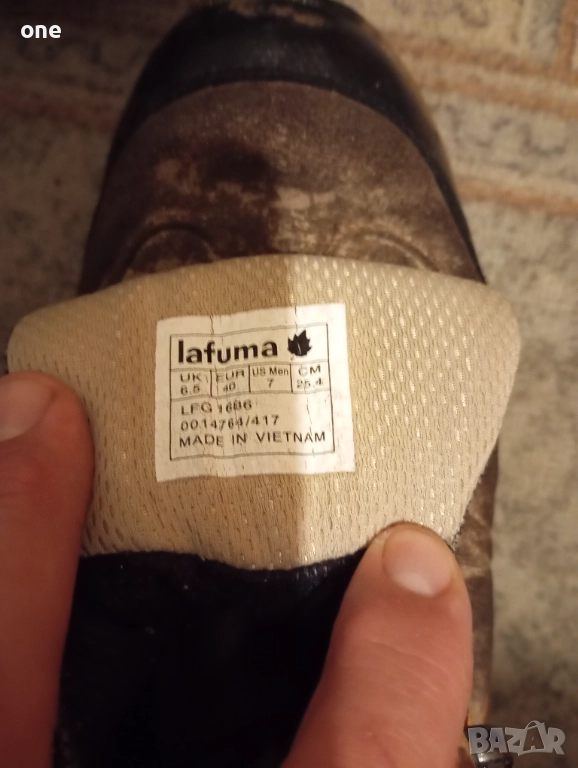 one
lafuma
UK EUR US Men CM
6.5 40 7 25,4
LFG 1686
0014764/417
MADE IN VIETNAM
BAZAR